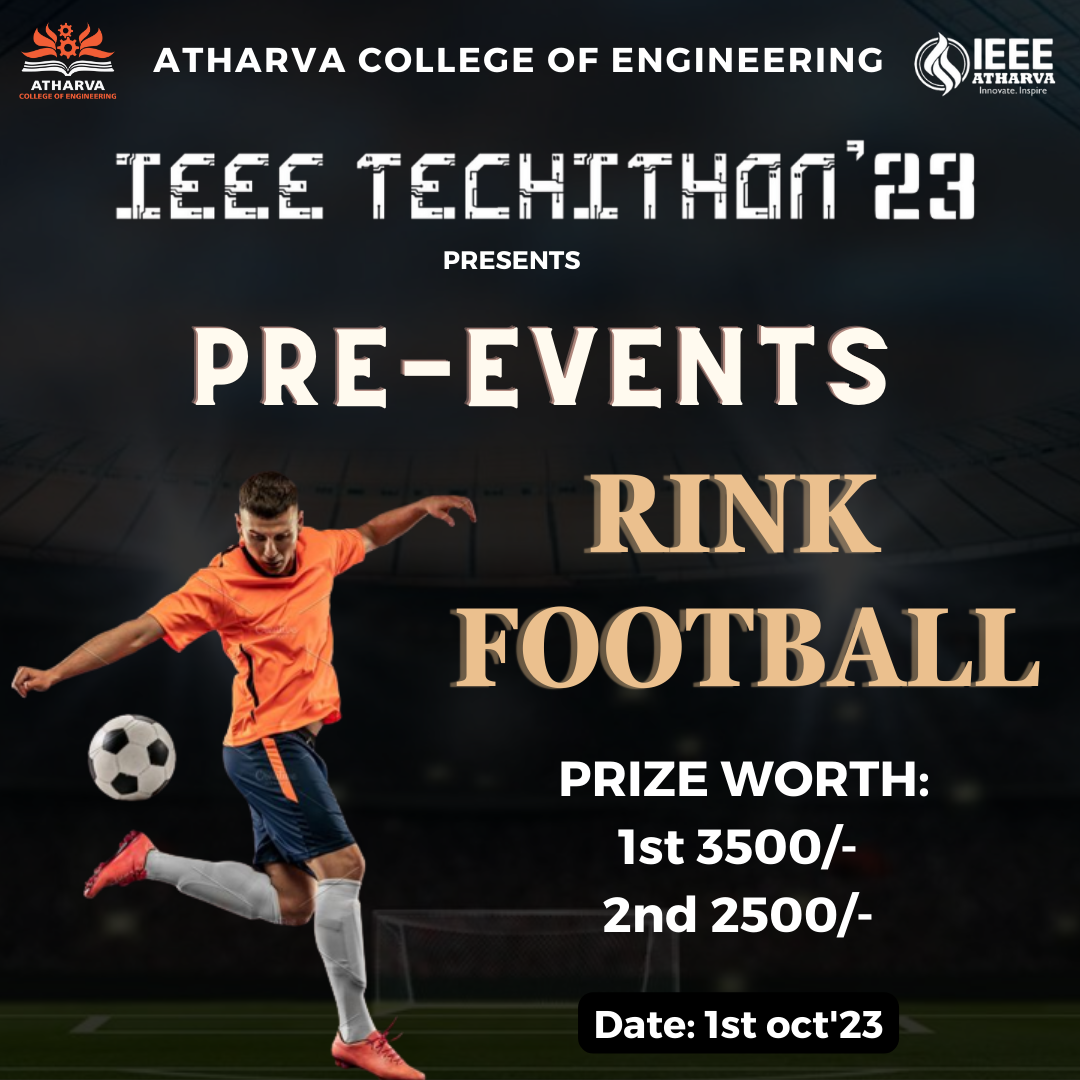 ATHARVA
COLLEGE OF ENGINEERING
ATHARVA COLLEGE OF ENGINEERING
IEEE
ATHARVA
Innovate. Inspire
IEEE TECHITHON'23
PRESENTS
PRE-EVENTS
RINK
FOOTBALL
PRIZE WORTH:
1st 3500/-
2nd 2500/-
Date: 1st oct'23